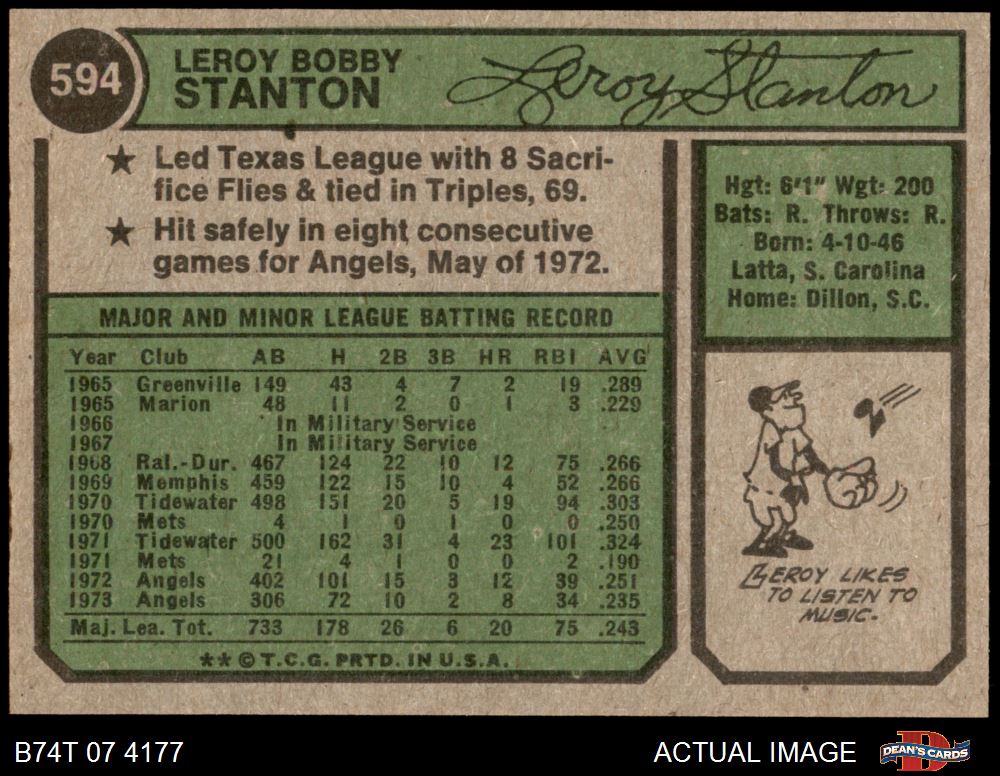 594
LEROY BOBBY
STANTON
Leroy Stanton
★ Led Texas League with 8 Sacri-
fice Flies & tied in Triples, 69.
★ Hit safely in eight consecutive
games for Angels, May of 1972.
Hgt: 6'1" Wgt: 200
Bats: R. Throws: R.
Born: 4-10-46
Latta, S. Carolina
Home: Dillon, S.C.
MAJOR AND MINOR LEAGUE BATTING RECORD
Year Club AB H 2B 3B HR RBI AVG
1965 Greenville 149 43 4 7 2 19 .289
1965 Marion 48 11 2 0 1 3 .229
1966 In Military Service
1967 In Military Service
1968 Ral.-Dur. 467 124 22 10 12 75 .266
1969 Memphis 459 122 15 10 4 52 .266
1970 Tidewater 498 151 20 5 19 94 .303
1970 Mets 4 1 0 1 0 0 .250
1971 Tidewater 500 162 31 4 23 101 .324
1971 Mets 21 4 1 0 0 2 .190
1972 Angels 402 101 15 3 12 39 .251
1973 Angels 306 72 10 2 8 34 .235
Maj. Lea. Tot. 733 178 26 6 20 75 .243
** © T.C.G. PRTD. IN U.S.A.
LEROY LIKES
TO LISTEN TO
MUSIC.
B74T 07 4177
ACTUAL IMAGE
DEAN'S CARDS